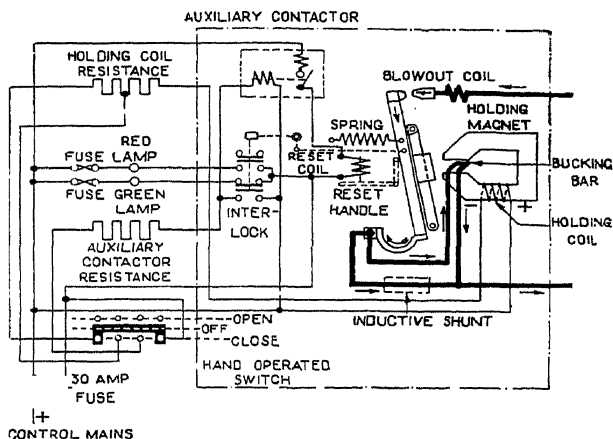 AUXILIARY CONTACTOR
HOLDING COIL
RESISTANCE
BLOWOUT COIL
HOLDING
MAGNET
SPRING
RED
LAMP
FUSE
RESET
COIL
BUCKING
BAR
FUSE
GREEN
LAMP
INTER-
LOCK
RESET
HANDLE
+
HOLDING
COIL
AUXILIARY
CONTACTOR
RESISTANCE
INDUCTIVE SHUNT
OPEN
OFF
CLOSE
HAND OPERATED
SWITCH
30 AMP
FUSE
+
CONTROL MAINS